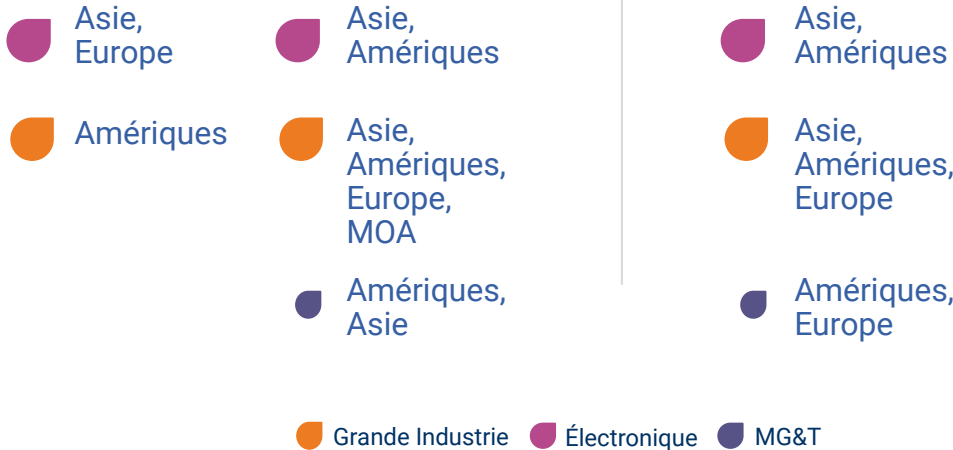 Asie,
Europe
Amériques
Asie,
Amériques
Asie,
Amériques,
Europe,
MOA
Amériques,
Asie
Asie,
Amériques
Asie,
Amériques,
Europe
Amériques,
Europe
Grande Industrie
Électronique
MG&T